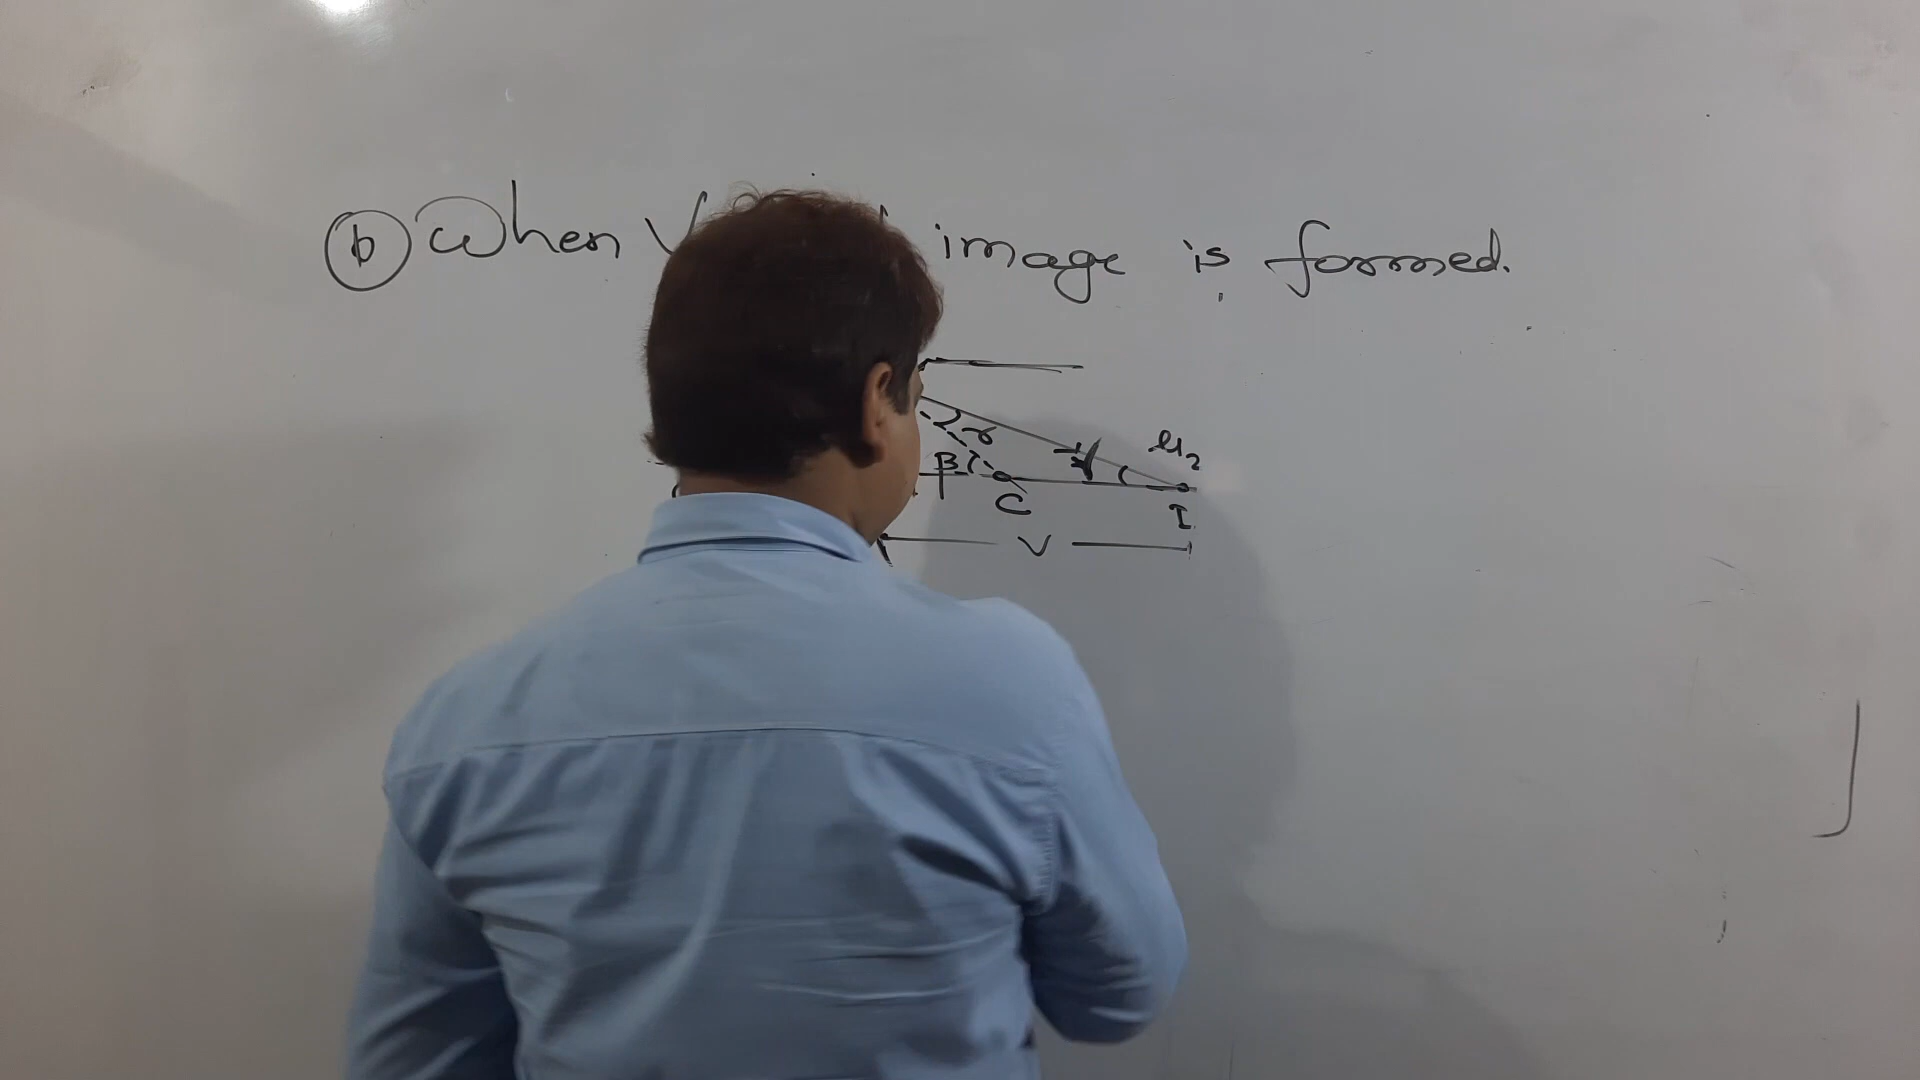 b When image is formed.
r
μ2
B
C
I
V